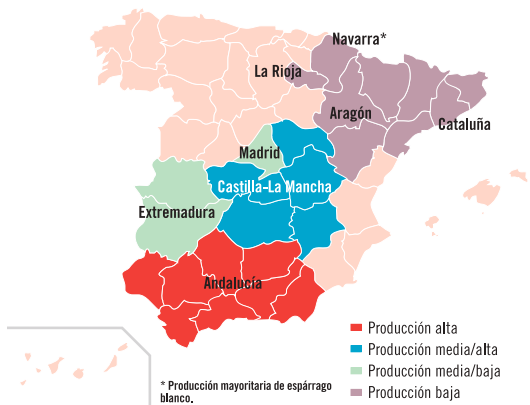 Navarra*
La Rioja
Aragón
Cataluña
Madrid
Castilla-La Mancha
Extremadura
Andalucía
Producción alta
Producción media/alta
Producción media/baja
Producción baja
* Producción mayoritaria de espárrago
blanco.